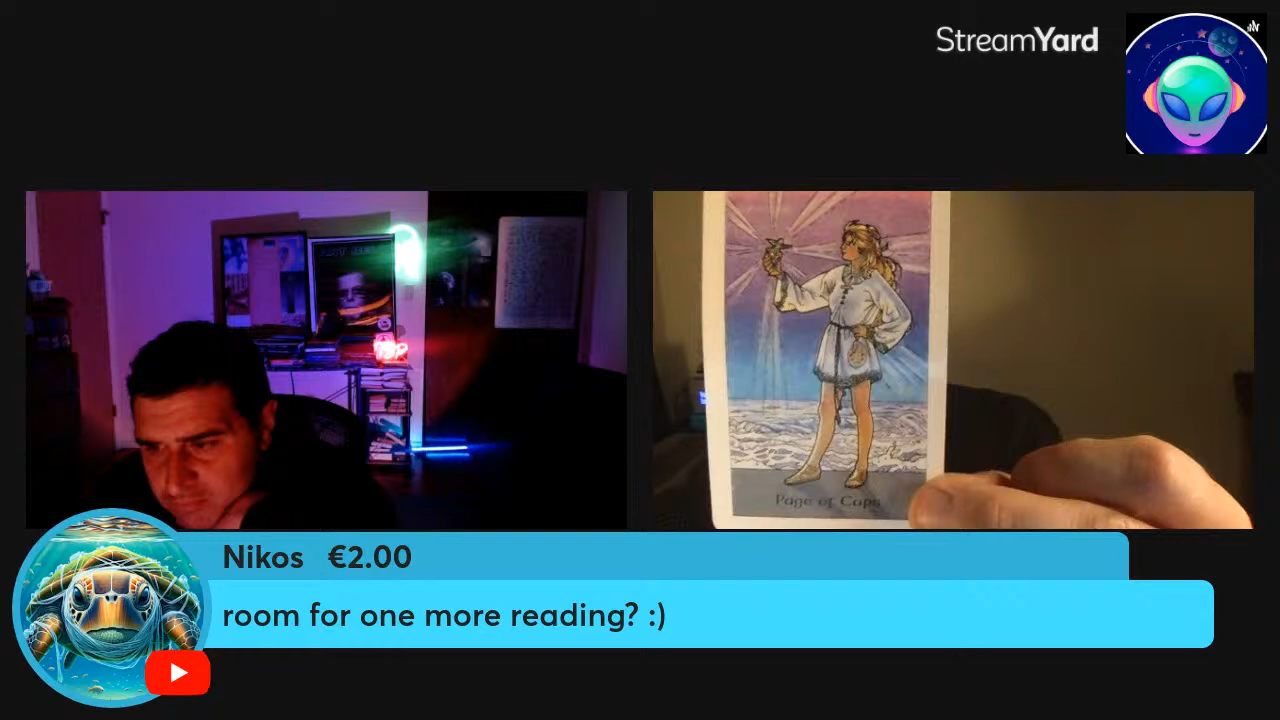 StreamYard
Page of Cups
Nikos €2.00
room for one more reading? :)